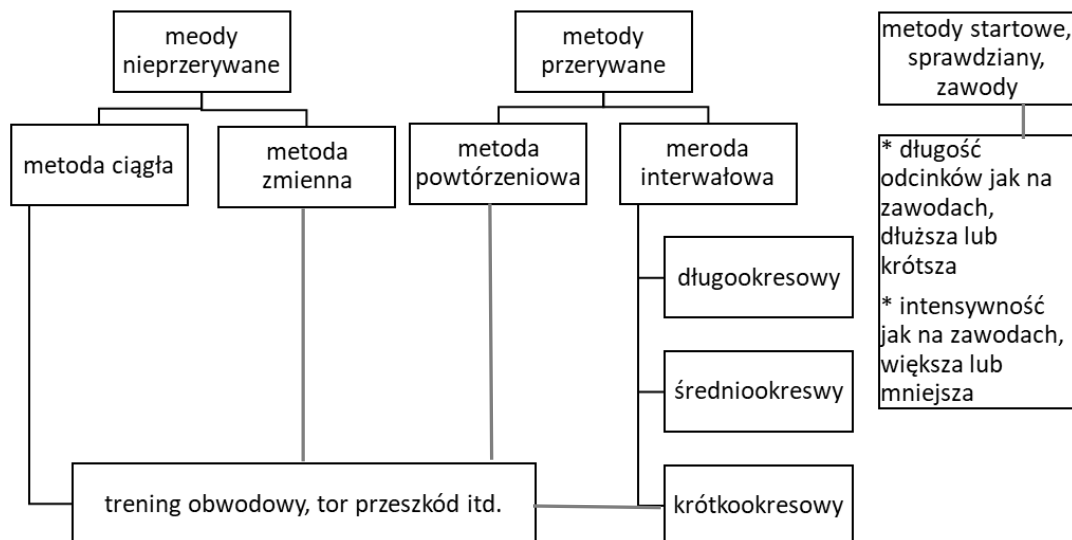 meody
nieprzerywane
metody
przerywane
metody startowe,
sprawdziany,
zawody
metoda ciągła
metoda
zmienna
metoda
powtórzeniowa
meroda
interwałowa
* długość
odcinków jak na
zawodach,
dłuższa lub
krótsza
* intensywność
jak na zawodach,
większa lub
mniejsza
długookresowy
średniookreswy
krótkookresowy
trening obwodowy, tor przeszkód itd.